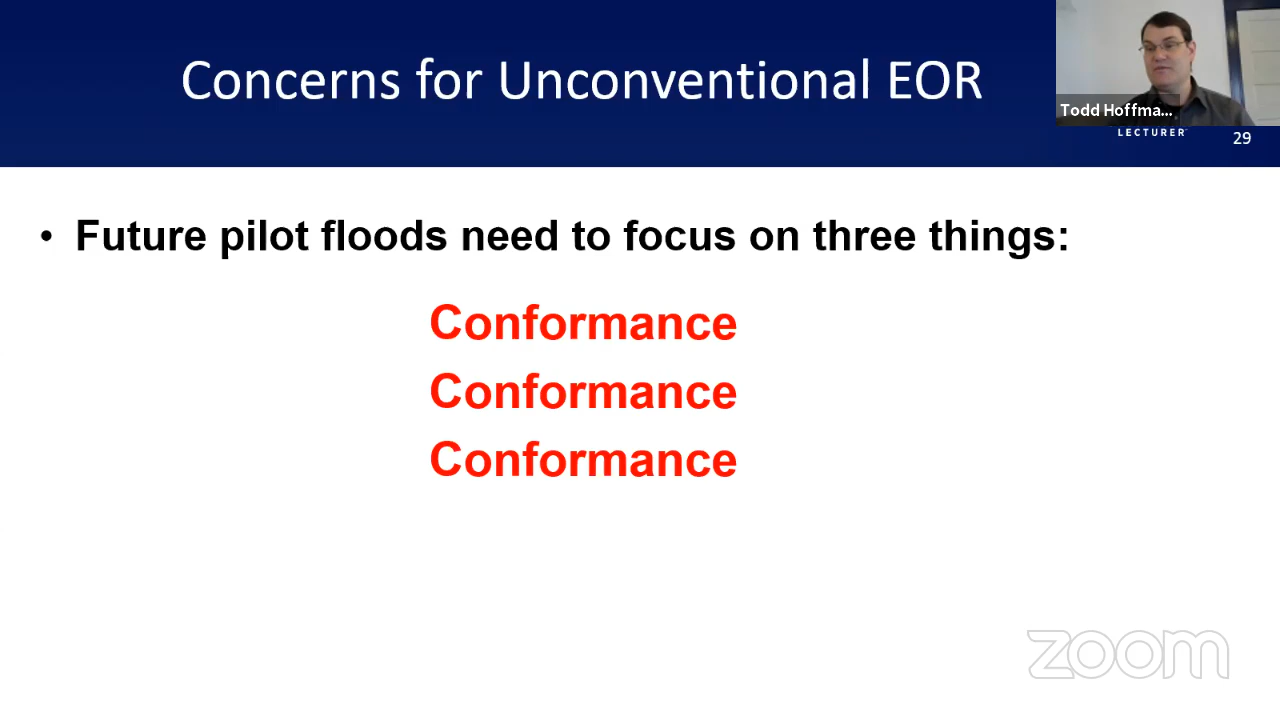 Concerns for Unconventional EOR
Todd Hoffma...
LECTURER
29
• Future pilot floods need to focus on three things:
Conformance
Conformance
Conformance
zoom